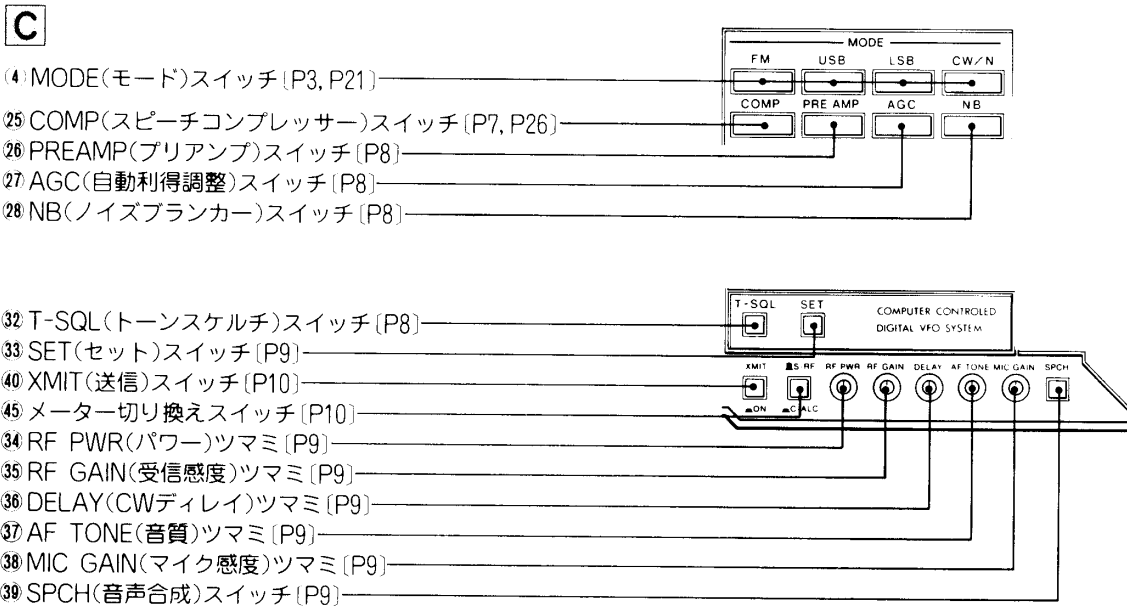 C
④MODE(モード)スイッチ〔P3, P21〕
㉕COMP(スピーチコンプレッサー)スイッチ〔P7, P26〕
㉖PREAMP(プリアンプ)スイッチ〔P8〕
㉗AGC(自動利得調整)スイッチ〔P8〕
㉘NB(ノイズブランカー)スイッチ〔P8〕
MODE
FM USB LSB CW/N
COMP PRE AMP AGC NB
㉜T-SQL(トーンスケルチ)スイッチ〔P8〕
㉝SET(セット)スイッチ〔P9〕
㊵XMIT(送信)スイッチ〔P10〕
㊺メーター切り換えスイッチ〔P10〕
㉞RF PWR(パワー)ツマミ〔P9〕
㉟RF GAIN(受信感度)ツマミ〔P9〕
㊱DELAY(CWディレイ)ツマミ〔P9〕
㊲AF TONE(音質)ツマミ〔P9〕
㊳MIC GAIN(マイク感度)ツマミ〔P9〕
㊴SPCH(音声合成)スイッチ〔P9〕
T-SQL SET
COMPUTER CONTROLED
DIGITAL VFO SYSTEM
XMIT S RF RF PWR RF GAIN DELAY AF TONE MIC GAIN SPCH
ON C ALC